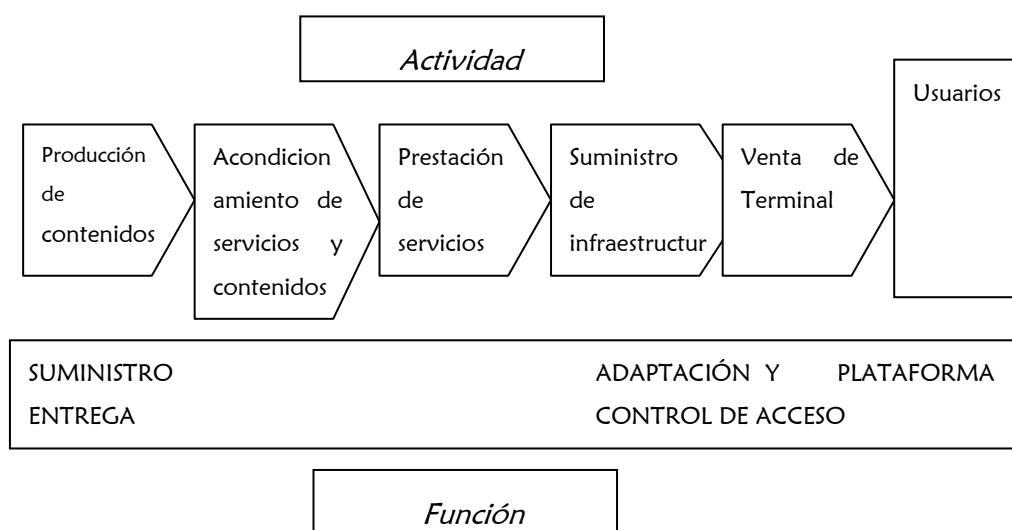 Actividad
Usuarios
Producción
de
contenidos
Acondicion
amiento de
servicios y
contenidos
Prestación
de
servicios
Suministro
de
infraestructur
Venta de
Terminal
SUMINISTRO ADAPTACIÓN Y PLATAFORMA
ENTREGA CONTROL DE ACCESO
Función